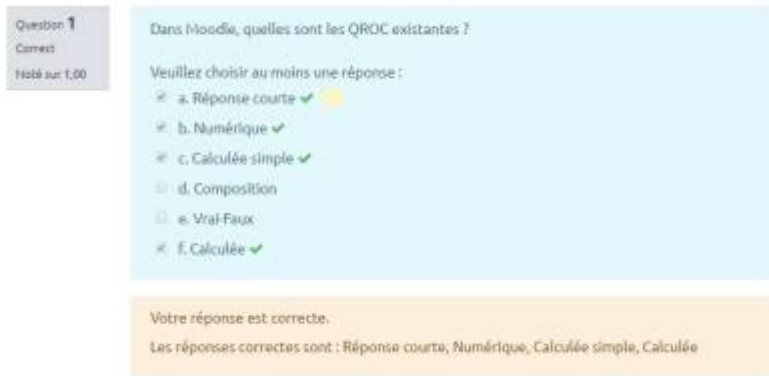 Question 1
Correct
Noté sur 1,00
Dans Moodle, quelles sont les QROC existantes ?
Veuillez choisir au moins une réponse :
a. Réponse courte
b. Numérique
c. Calculée simple
d. Composition
e. Vrai-Faux
f. Calculée
Votre réponse est correcte.
Les réponses correctes sont : Réponse courte, Numérique, Calculée simple, Calculée